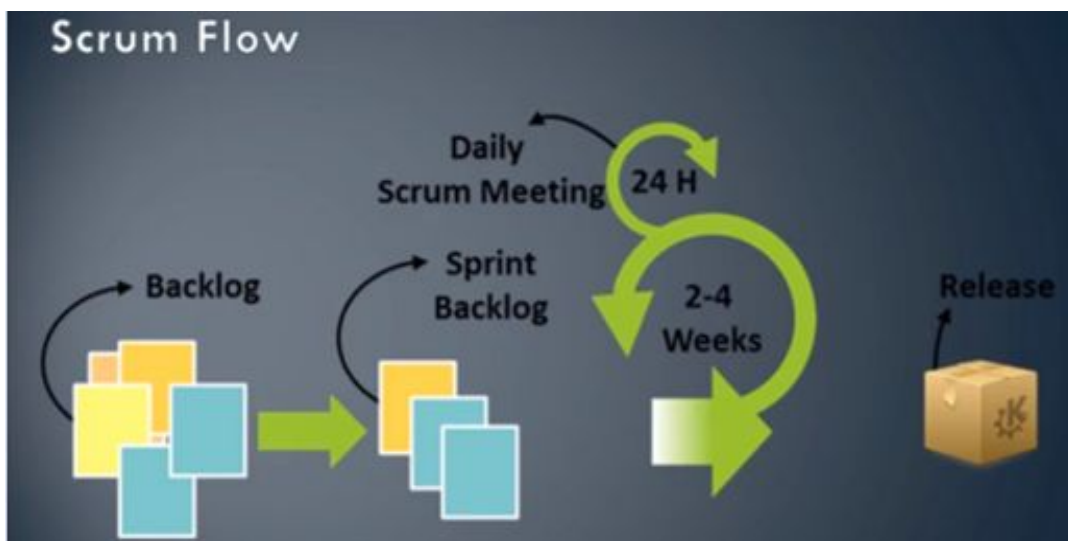 Scrum Flow
Daily
Scrum Meeting
24 H
Backlog
Sprint
Backlog
2-4
Weeks
Release